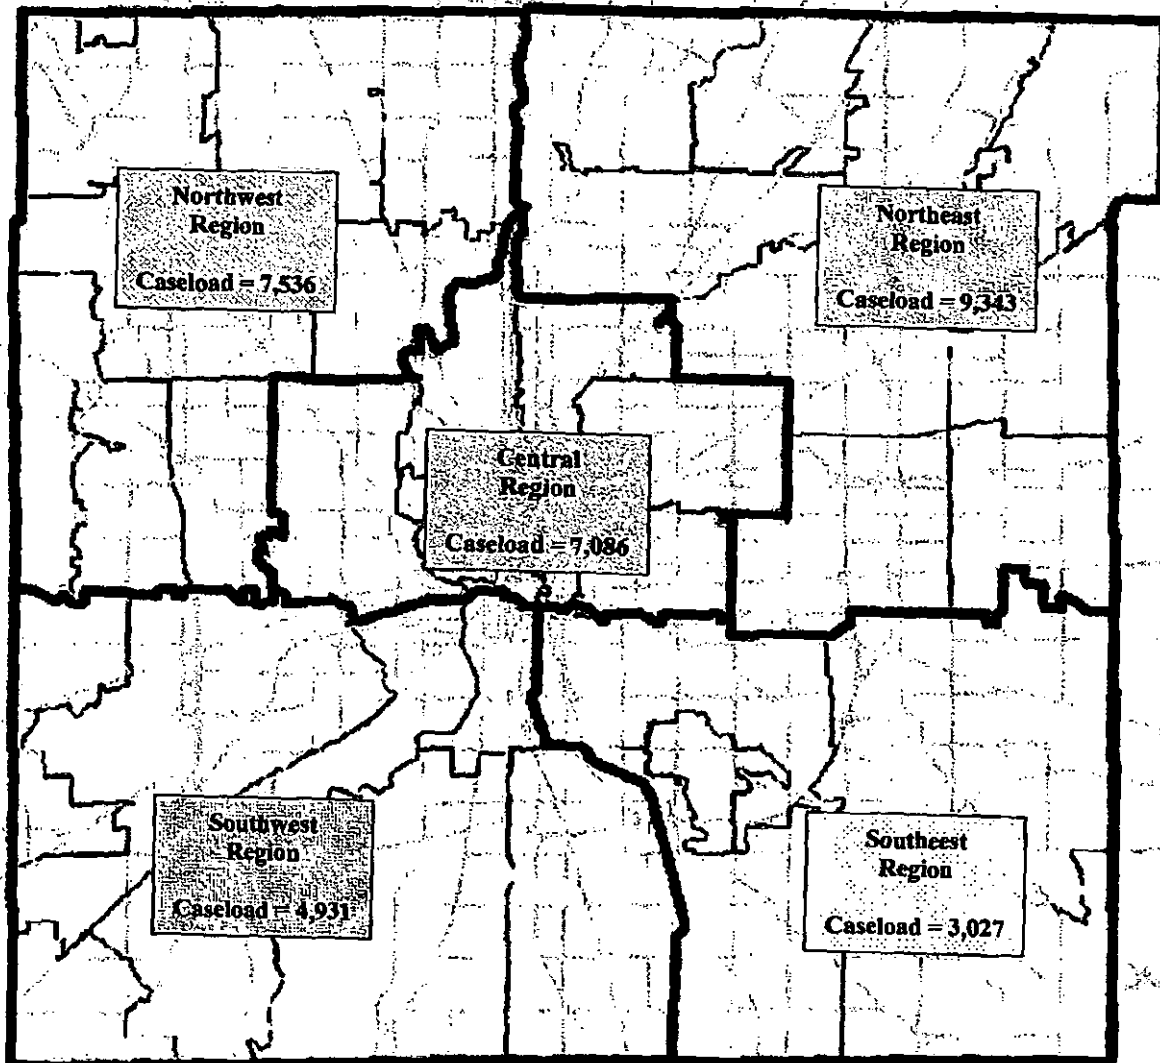 Northwest
Region
Caseload = 7,536
Northeast
Region
Caseload = 9,343
Central
Region
Caseload = 7,086
Southwest
Region
Caseload = 4,931
Southeest
Region
Caseload = 3,027